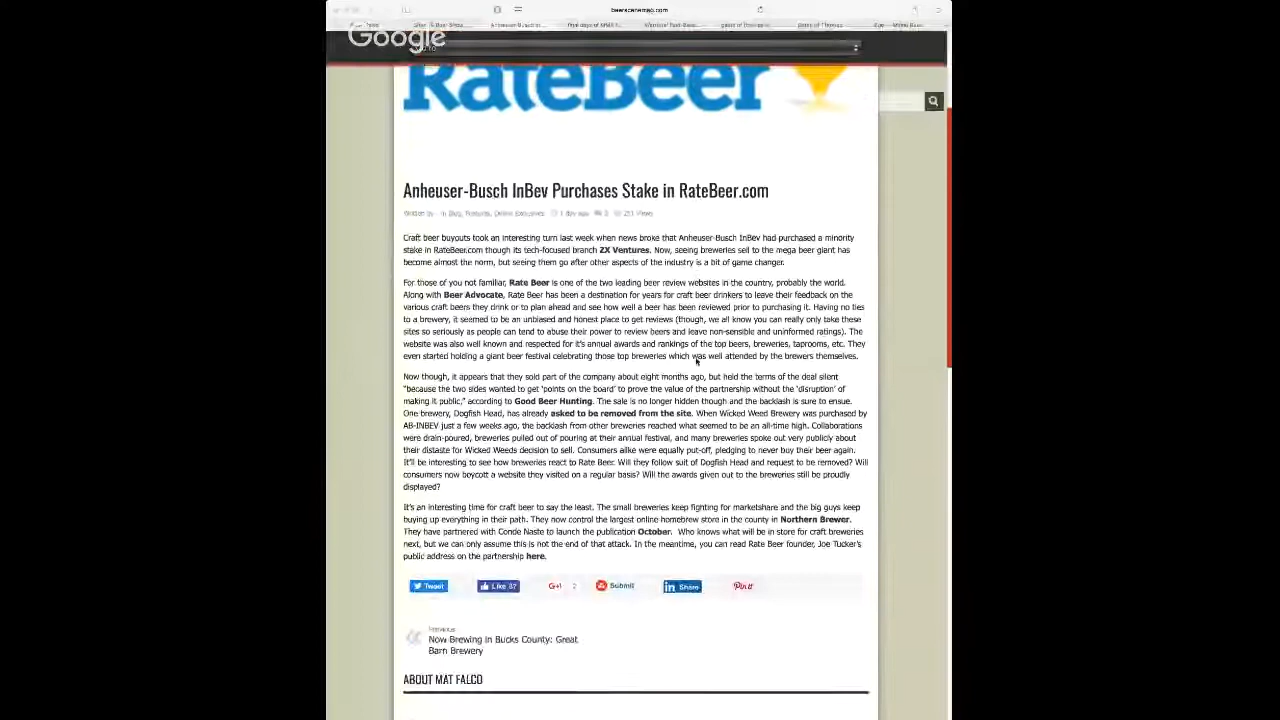 beerscenemag.com
Google
RateBeer
Anheuser-Busch InBev Purchases Stake in RateBeer.com
Written by in Blog, Features, Online Exclusives 1 day ago 0 251 Views
Craft beer buyouts took an interesting turn last week when news broke that Anheuser-Busch InBev had purchased a minority
stake in RateBeer.com though its tech-focused branch ZX Ventures. Now, seeing breweries sell to the mega beer giant has
become almost the norm, but seeing them go after other aspects of the industry is a bit of game changer.
For those of you not familiar, Rate Beer is one of the two leading beer review websites in the country, probably the world.
Along with Beer Advocate, Rate Beer has been a destination for years for craft beer drinkers to leave their feedback on the
various craft beers they drink or to plan ahead and see how well a beer has been reviewed prior to purchasing it. Having no ties
to a brewery, it seemed to be an unbiased and honest place to get reviews (though, we all know you can really only take these
sites so seriously as people can tend to abuse their power to review beers and leave non-sensible and uninformed ratings). The
website was also well known and respected for it's annual awards and rankings of the top beers, breweries, taprooms, etc. They
even started holding a giant beer festival celebrating those top breweries which was well attended by the brewers themselves.
Now though, it appears that they sold part of the company about eight months ago, but held the terms of the deal silent
"because the two sides wanted to get 'points on the board' to prove the value of the partnership without the 'disruption' of
making it public," according to Good Beer Hunting. The sale is no longer hidden though and the backlash is sure to ensue.
One brewery, Dogfish Head, has already asked to be removed from the site. When Wicked Weed Brewery was purchased by
AB-INBEV just a few weeks ago, the backlash from other breweries reached what seemed to be an all-time high. Collaborations
were drain-poured, breweries pulled out of pouring at their annual festival, and many breweries spoke out very publicly about
their distaste for Wicked Weeds decision to sell. Consumers alike were equally put-off, pledging to never buy their beer again.
It'll be interesting to see how breweries react to Rate Beer. Will they follow suit of Dogfish Head and request to be removed? Will
consumers now boycott a website they visited on a regular basis? Will the awards given out to the breweries still be proudly
displayed?
It's an interesting time for craft beer to say the least. The small breweries keep fighting for marketshare and the big guys keep
buying up everything in their path. They now control the largest online homebrew store in the county in Northern Brewer.
They have partnered with Conde Naste to launch the publication October. Who knows what will be in store for craft breweries
next, but we can only assume this is not the end of that attack. In the meantime, you can read Rate Beer founder, Joe Tucker's
public address on the partnership here.
Tweet Like 37 G+1 2 Submit in Share Pin it
Previous
Now Brewing in Bucks County: Great
Barn Brewery
ABOUT MAT FALCO